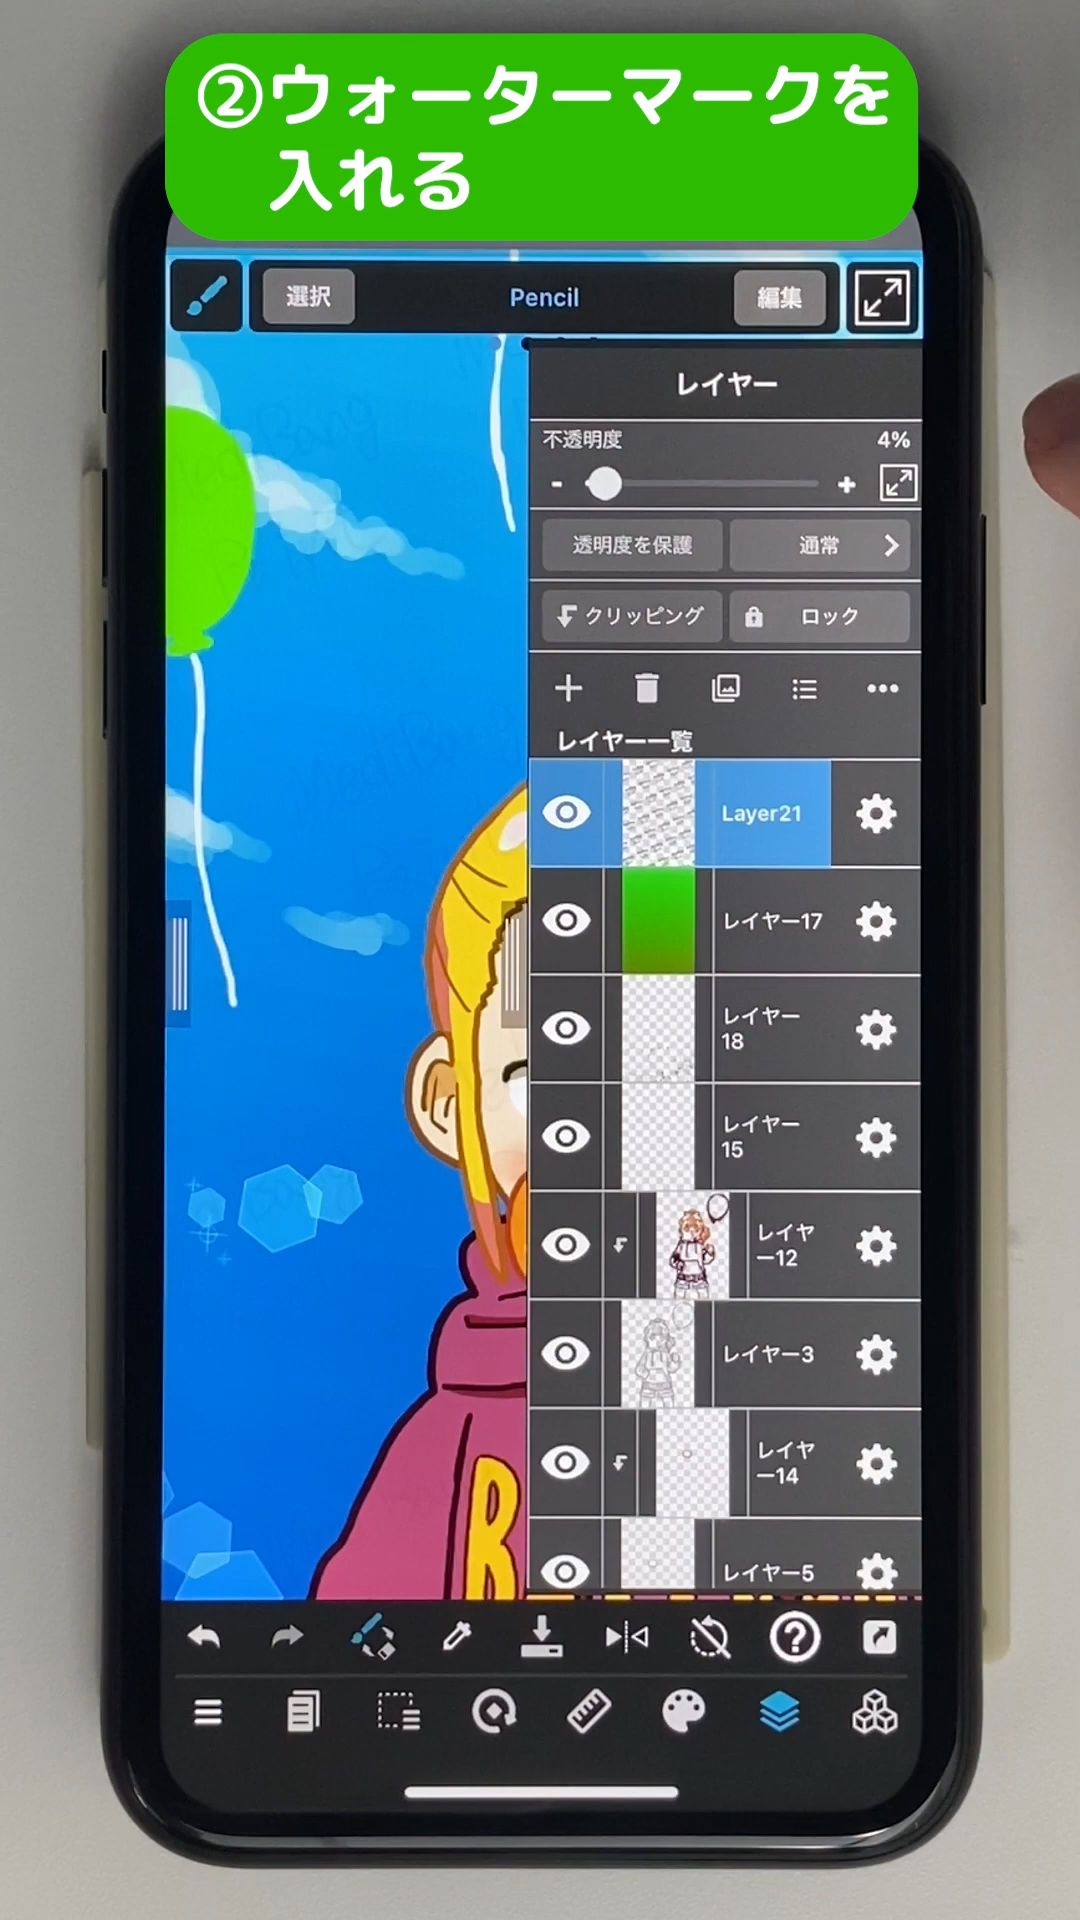 ②ウォーターマークを
入れる
選択
Pencil
編集
レイヤー
不透明度
4%
透明度を保護
通常
クリッピング
ロック
レイヤー一覧
Layer21
レイヤー17
レイヤー
18
レイヤー
15
レイヤ
ー12
レイヤー3
レイヤ
ー14
レイヤー5
MediBang
B